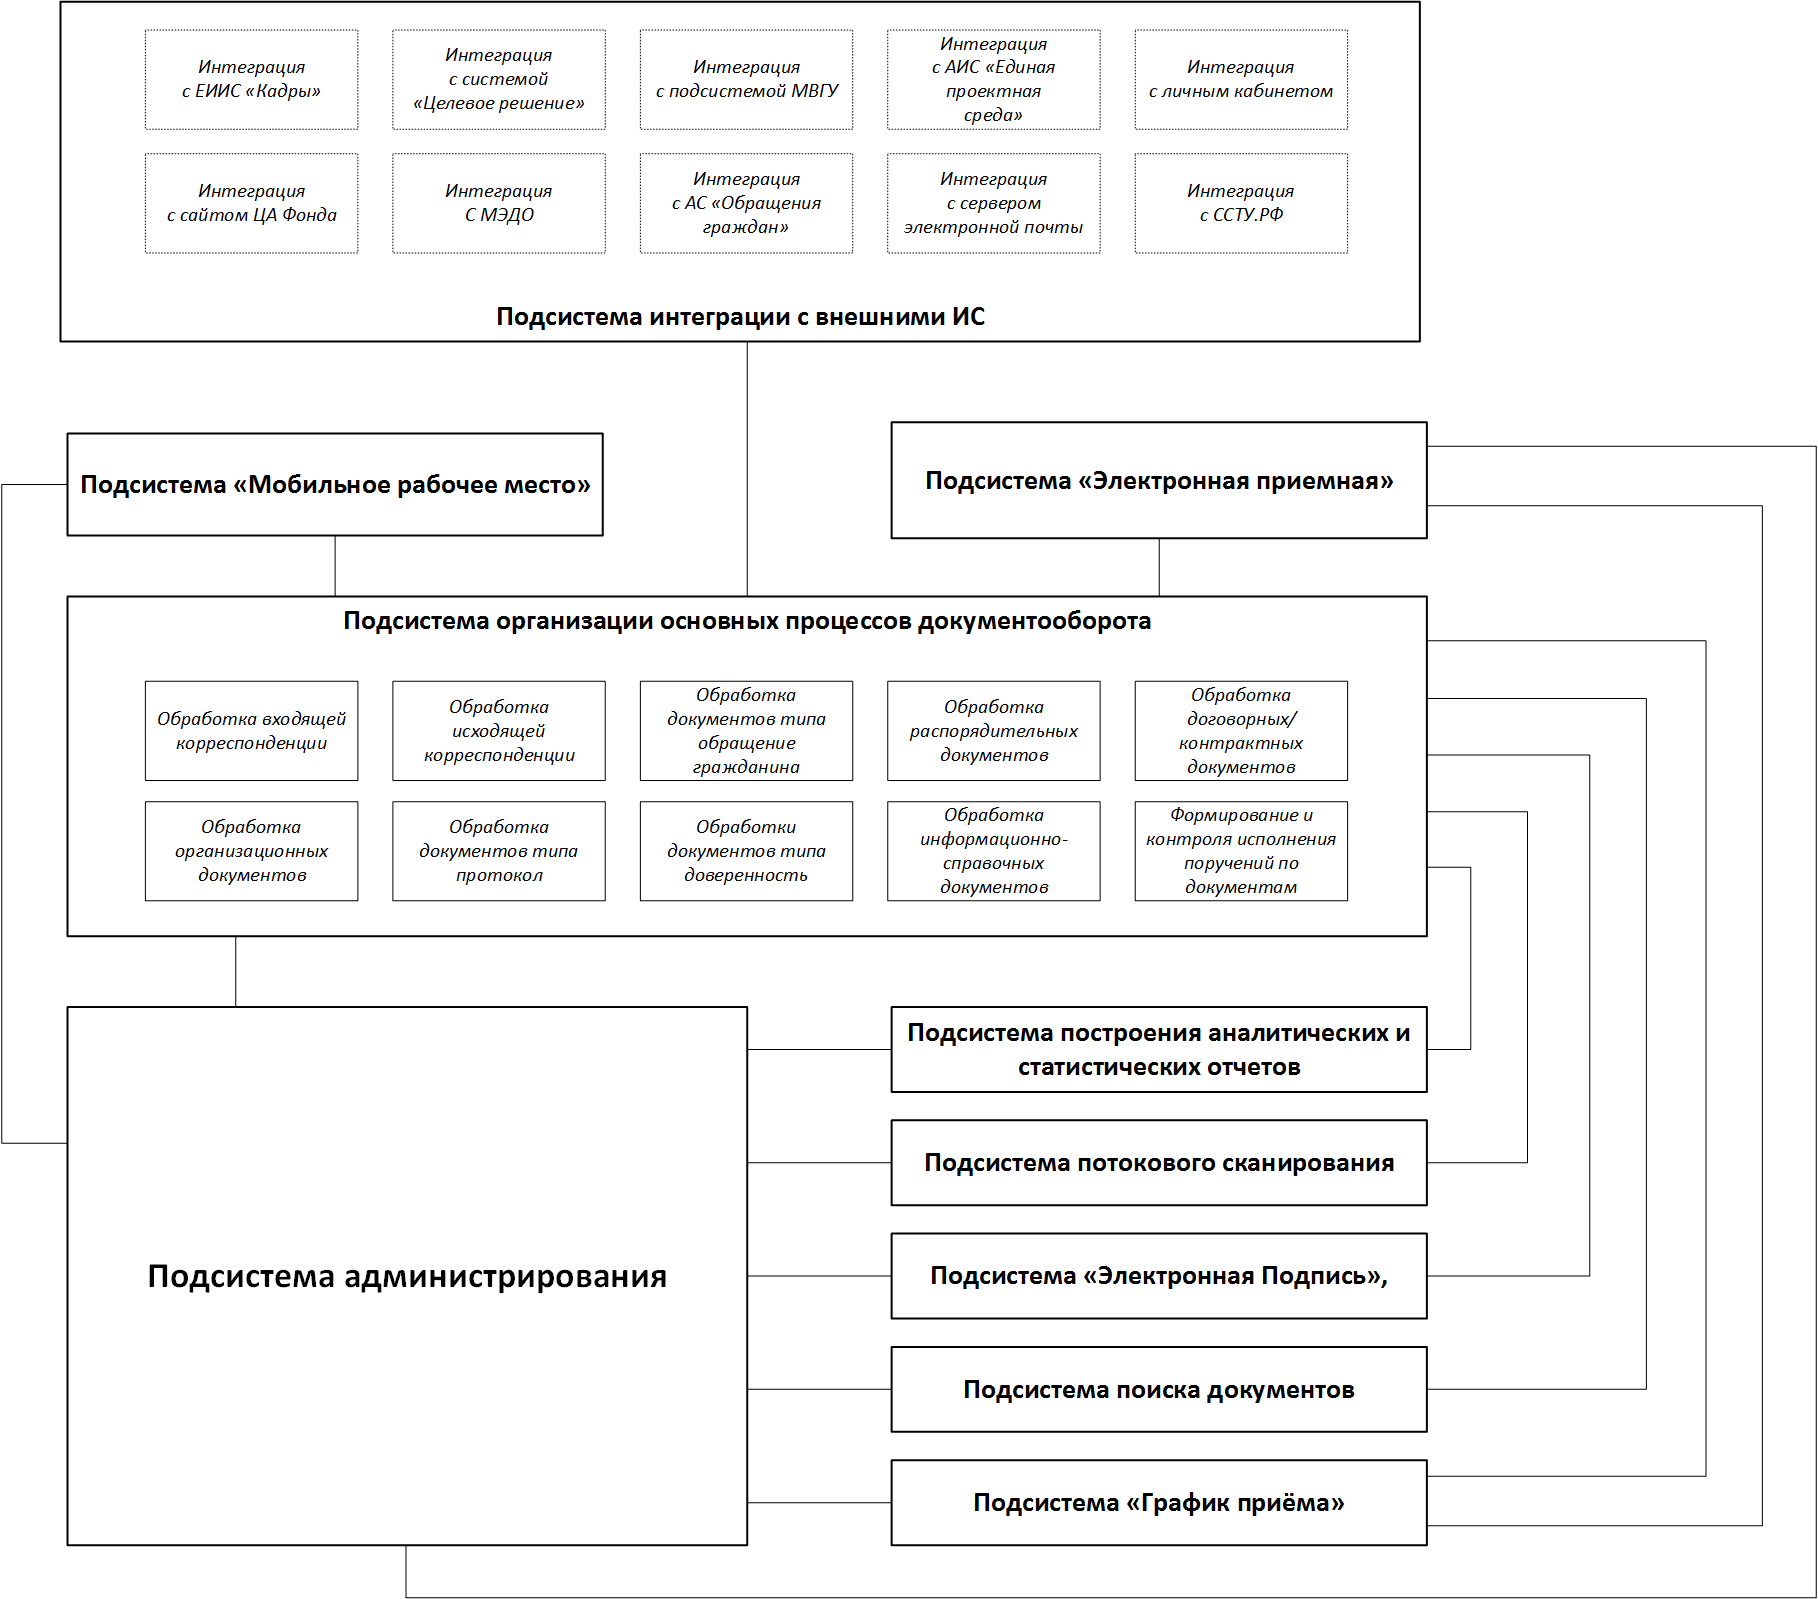 Интеграция
с ЕИИС «Кадры»
Интеграция
с системой
«Целевое решение»
Интеграция
с подсистемой МВГУ
Интеграция
с АИС «Единая
проектная
среда»
Интеграция
с личным кабинетом
Интеграция
с сайтом ЦА Фонда
Интеграция
С МЭДО
Интеграция
с АС «Обращения
граждан»
Интеграция
с сервером
электронной почты
Интеграция
с ССТУ.РФ
Подсистема интеграции с внешними ИС
Подсистема «Мобильное рабочее место»
Подсистема «Электронная приемная»
Подсистема организации основных процессов документооборота
Обработка входящей
корреспонденции
Обработка
исходящей
корреспонденции
Обработка
документов типа
обращение
гражданина
Обработка
распорядительных
документов
Обработка
договорных/
контрактных
документов
Обработка
организационных
документов
Обработка
документов типа
протокол
Обработки
документов типа
доверенность
Обработка
информационно-
справочных
документов
Формирование и
контроля исполнения
поручений по
документам
Подсистема администрирования
Подсистема построения аналитических и
статистических отчетов
Подсистема потокового сканирования
Подсистема «Электронная Подпись»,
Подсистема поиска документов
Подсистема «График приёма»